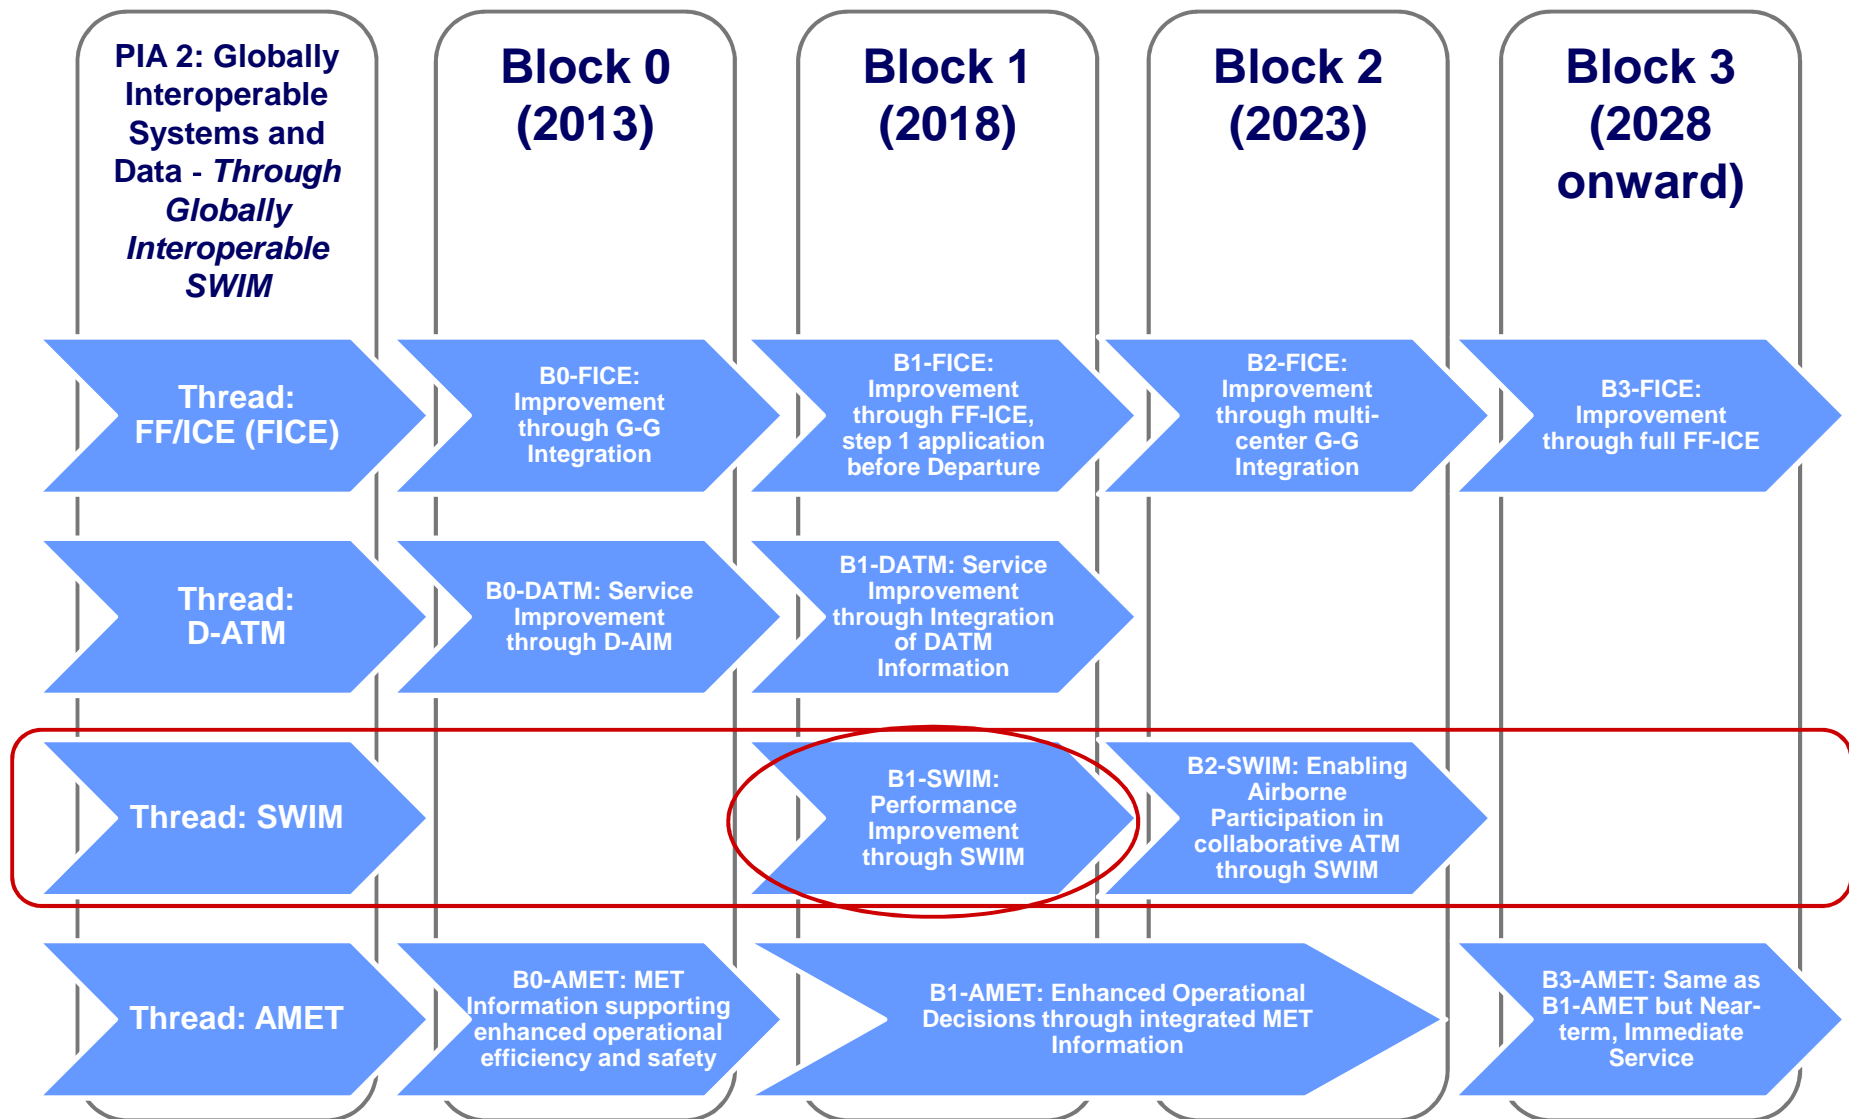 PIA 2: Globally
Interoperable
Systems and
Data - Through
Globally
Interoperable
SWIM
Block 0
(2013)
Block 1
(2018)
Block 2
(2023)
Block 3
(2028
onward)
Thread:
FF/ICE (FICE)
B0-FICE:
Improvement
through G-G
Integration
B1-FICE:
Improvement
through FF-ICE,
step 1 application
before Departure
B2-FICE:
Improvement
through multi-
center G-G
Integration
B3-FICE:
Improvement
through full FF-ICE
Thread:
D-ATM
B0-DATM: Service
Improvement
through D-AIM
B1-DATM: Service
Improvement
through Integration
of DATM
Information
Thread: SWIM
B1-SWIM:
Performance
Improvement
through SWIM
B2-SWIM: Enabling
Airborne
Participation in
collaborative ATM
through SWIM
Thread: AMET
B0-AMET: MET
Information supporting
enhanced operational
efficiency and safety
B1-AMET: Enhanced Operational
Decisions through integrated MET
Information
B3-AMET: Same as
B1-AMET but Near-
term, Immediate
Service